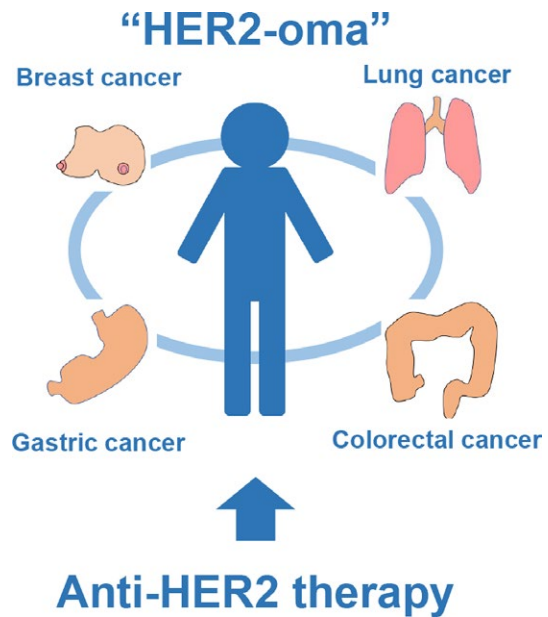 “HER2-oma”
Breast cancer
Lung cancer
Gastric cancer
Colorectal cancer
Anti-HER2 therapy